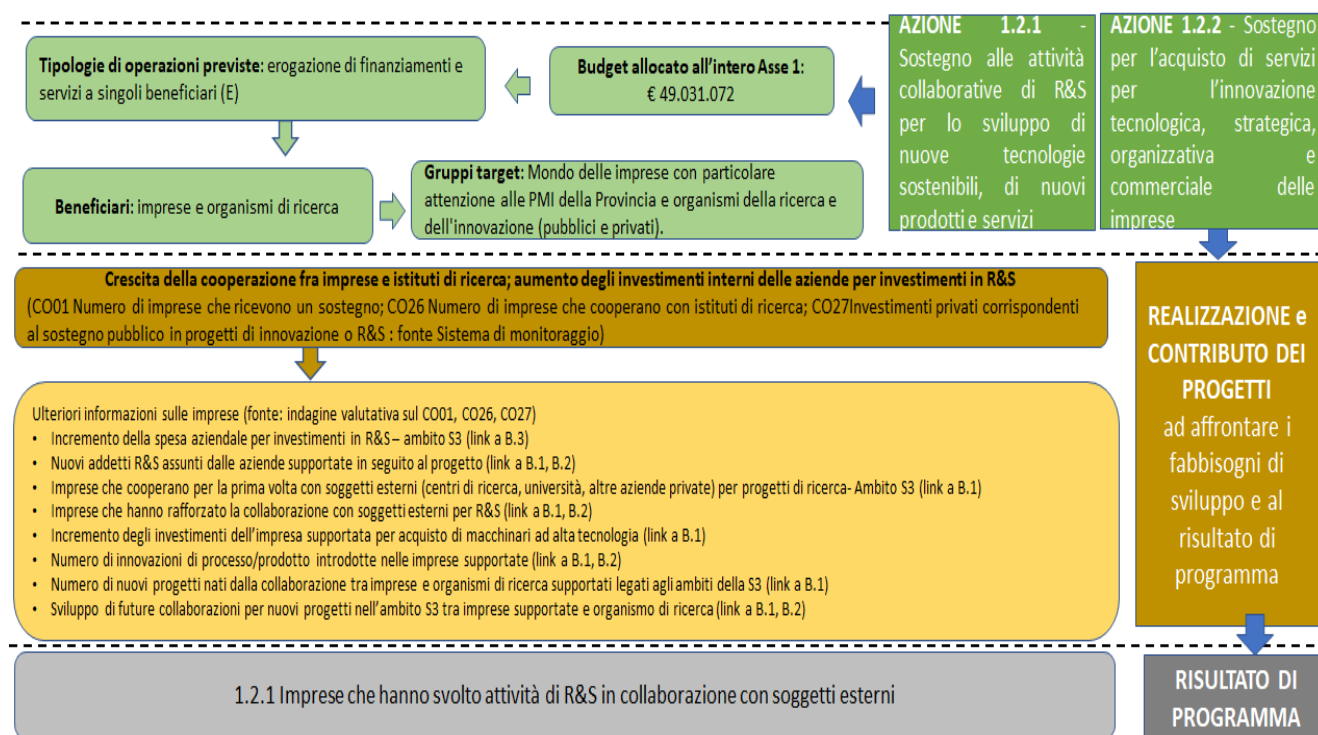 Tipologie di operazioni previste: erogazione di finanziamenti e
servizi a singoli beneficiari (E)
Budget allocato all'intero Asse 1:
€ 49.031.072
AZIONE 1.2.1 -
Sostegno alle attività
collaborative di R&S
per lo sviluppo di
nuove tecnologie
sostenibili, di nuovi
prodotti e servizi
AZIONE 1.2.2 - Sostegno
per l'acquisto di servizi
per l'innovazione
tecnologica, strategica,
organizzativa e
commerciale delle
imprese
Beneficiari: imprese e organismi di ricerca
Gruppi target: Mondo delle imprese con particolare
attenzione alle PMI della Provincia e organismi della ricerca e
dell'innovazione (pubblici e privati).
Crescita della cooperazione fra imprese e istituti di ricerca; aumento degli investimenti interni delle aziende per investimenti in R&S
(CO01 Numero di imprese che ricevono un sostegno; CO26 Numero di imprese che cooperano con istituti di ricerca; CO27Investimenti privati corrispondenti
al sostegno pubblico in progetti di innovazione o R&S : fonte Sistema di monitoraggio)
REALIZZAZIONE e
CONTRIBUTO DEI
PROGETTI
ad affrontare i
fabbisogni di
sviluppo e al
risultato di
programma
Ulteriori informazioni sulle imprese (fonte: indagine valutativa sul CO01, CO26, CO27)
• Incremento della spesa aziendale per investimenti in R&S – ambito S3 (link a B.3)
• Nuovi addetti R&S assunti dalle aziende supportate in seguito al progetto (link a B.1, B.2)
• Imprese che cooperano per la prima volta con soggetti esterni (centri di ricerca, università, altre aziende private) per progetti di ricerca- Ambito S3 (link a B.1)
• Imprese che hanno rafforzato la collaborazione con soggetti esterni per R&S (link a B.1, B.2)
• Incremento degli investimenti dell'impresa supportata per acquisto di macchinari ad alta tecnologia (link a B.1)
• Numero di innovazioni di processo/prodotto introdotte nelle imprese supportate (link a B.1, B.2)
• Numero di nuovi progetti nati dalla collaborazione tra imprese e organismi di ricerca supportati legati agli ambiti della S3 (link a B.1)
• Sviluppo di future collaborazioni per nuovi progetti nell'ambito S3 tra imprese supportate e organismo di ricerca (link a B.1, B.2)
1.2.1 Imprese che hanno svolto attività di R&S in collaborazione con soggetti esterni
RISULTATO DI
PROGRAMMA